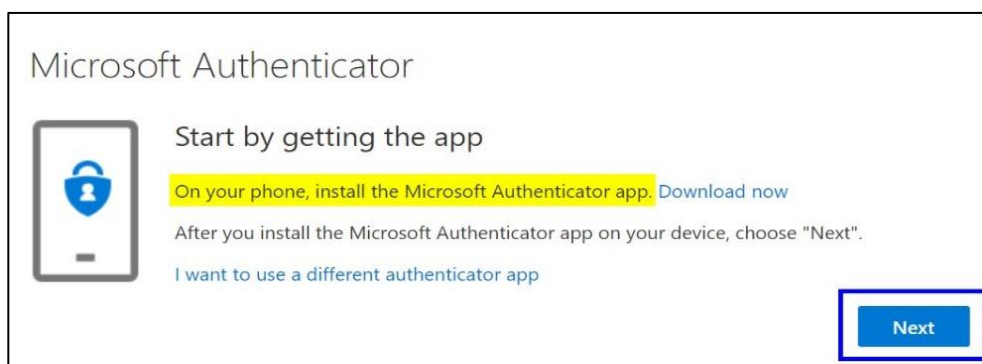 Microsoft Authenticator
Start by getting the app
On your phone, install the Microsoft Authenticator app. Download now
After you install the Microsoft Authenticator app on your device, choose "Next".
I want to use a different authenticator app
Next